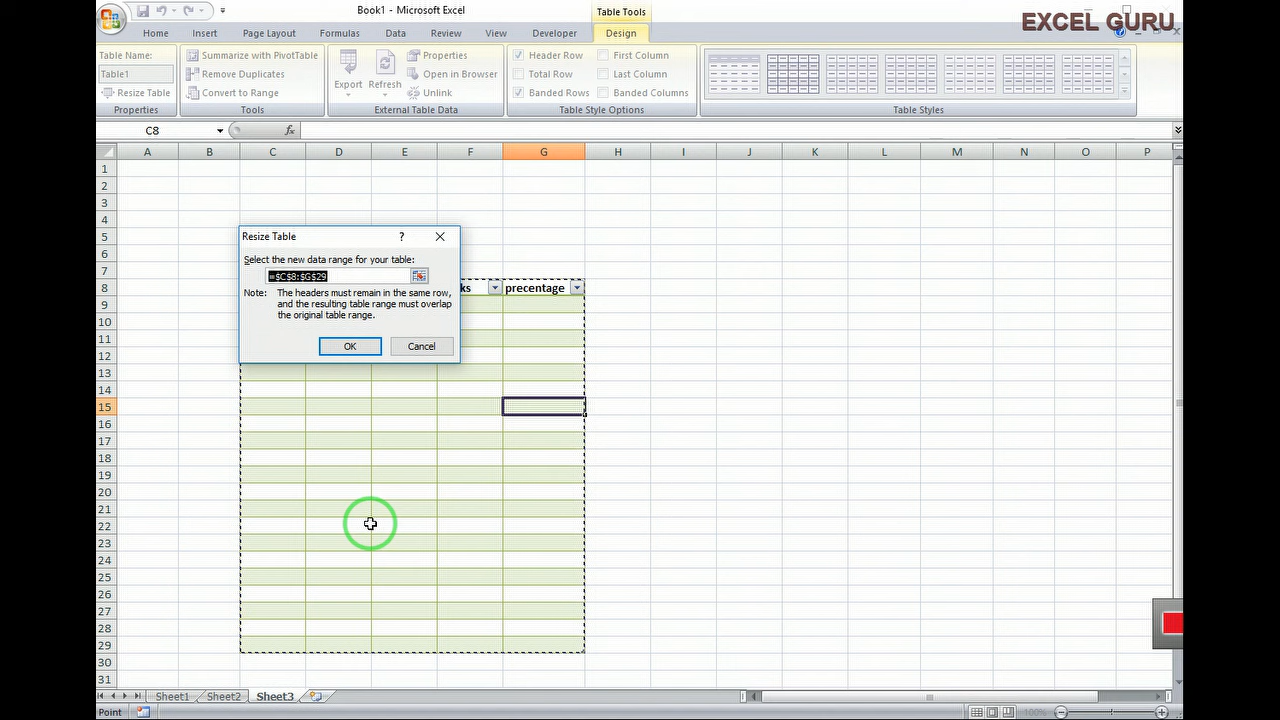 Book1 - Microsoft Excel
Table Tools
EXCEL GURU
Home Insert Page Layout Formulas Data Review View Developer Design
Table Name:
Table1
Resize Table
Properties
Summarize with PivotTable
Remove Duplicates
Convert to Range
Tools
Export
Refresh
Properties
Open in Browser
Unlink
External Table Data
Header Row
Total Row
Banded Rows
First Column
Last Column
Banded Columns
Table Style Options
Table Styles
C8
fx
A B C D E F G H I J K L M N O P
1
2
3
4
5
6
7
8 ks precentage
9
10
11
12
13
14
15
16
17
18
19
20
21
22
23
24
25
26
27
28
29
30
31
Resize Table ?
Select the new data range for your table:
=$C$8:$G$29
Note: The headers must remain in the same row,
and the resulting table range must overlap
the original table range.
OK Cancel
Sheet1 Sheet2 Sheet3
Point
100%